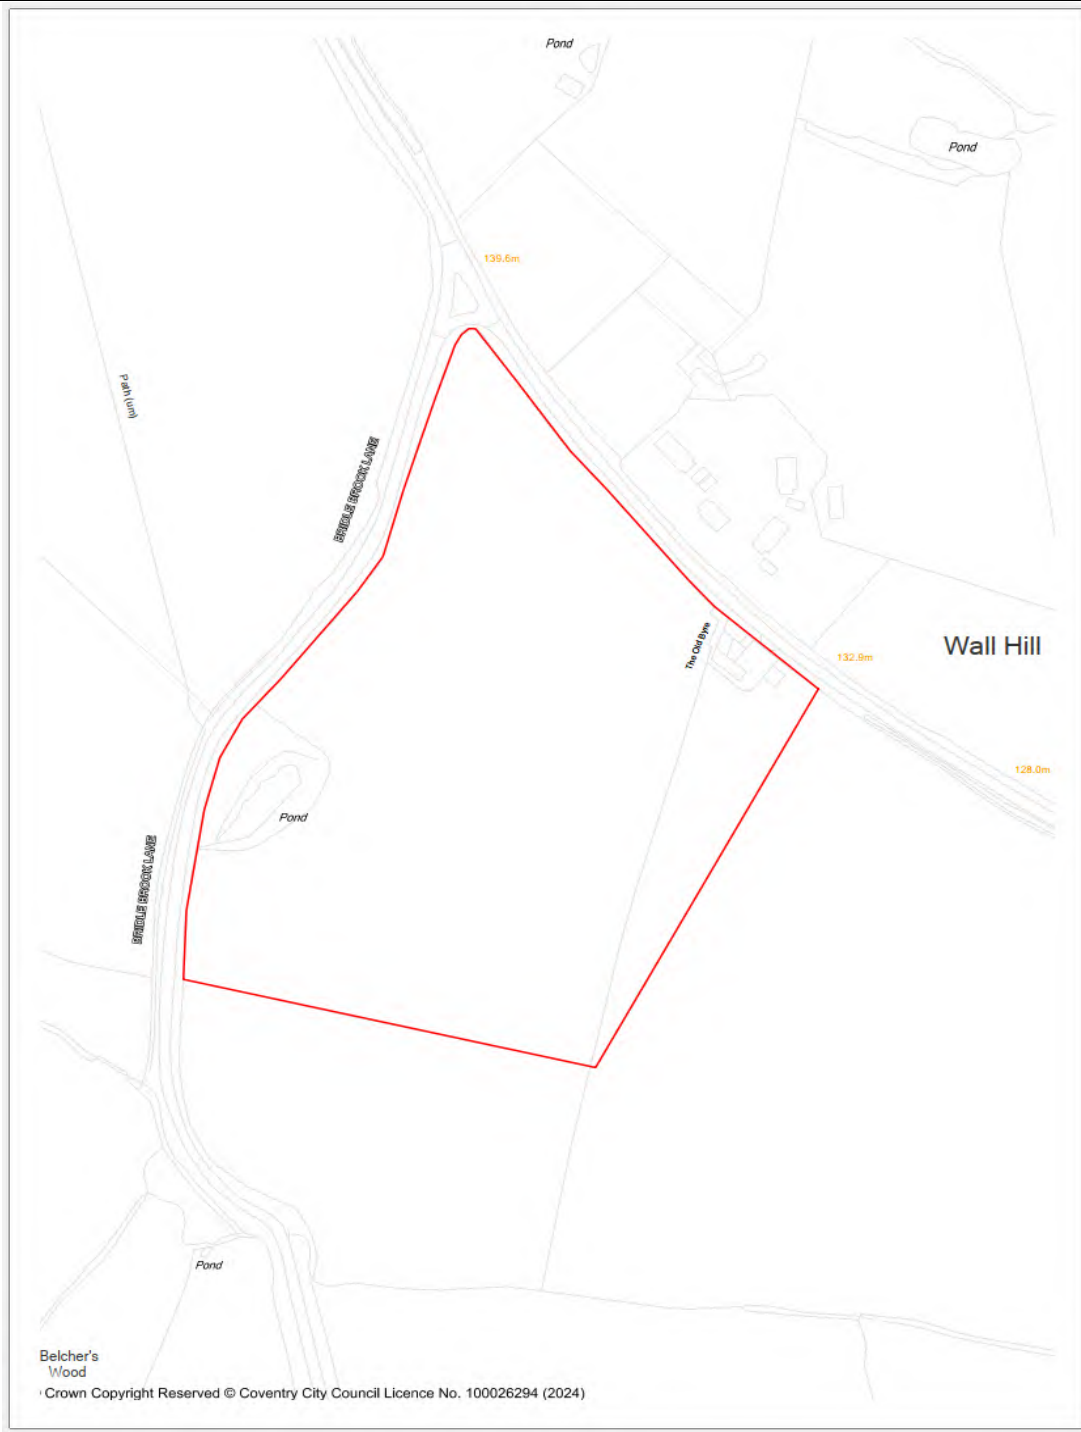 Pond
Pond
139.6m
Path (um)
BRIDLE BROOK LANE
The Old Byre
Wall Hill
132.9m
128.0m
Pond
BRIDLE BROOK LANE
Pond
Belcher's
Wood
Crown Copyright Reserved © Coventry City Council Licence No. 100026294 (2024)